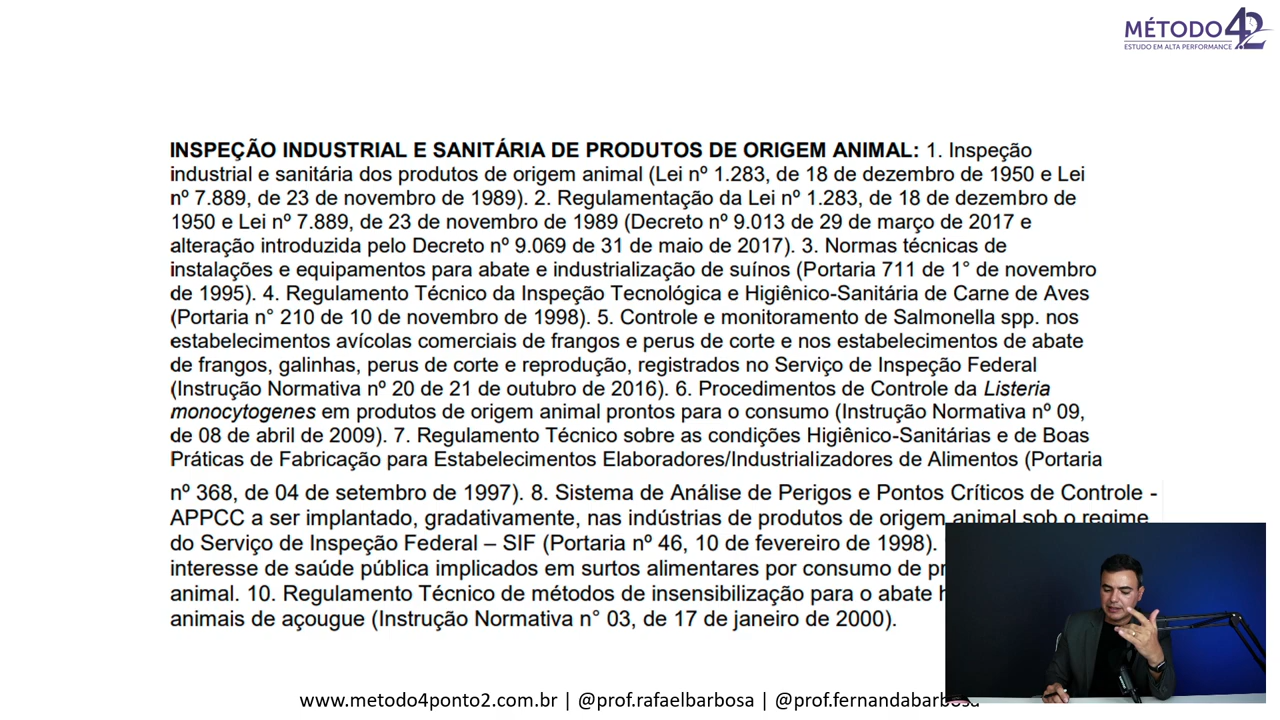 MÉTODO 4.2
ESTUDO EM ALTA PERFORMANCE
INSPEÇÃO INDUSTRIAL E SANITÁRIA DE PRODUTOS DE ORIGEM ANIMAL: 1. Inspeção
industrial e sanitária dos produtos de origem animal (Lei nº 1.283, de 18 de dezembro de 1950 e Lei
nº 7.889, de 23 de novembro de 1989). 2. Regulamentação da Lei nº 1.283, de 18 de dezembro de
1950 e Lei nº 7.889, de 23 de novembro de 1989 (Decreto nº 9.013 de 29 de março de 2017 e
alteração introduzida pelo Decreto nº 9.069 de 31 de maio de 2017). 3. Normas técnicas de
instalações e equipamentos para abate e industrialização de suínos (Portaria 711 de 1° de novembro
de 1995). 4. Regulamento Técnico da Inspeção Tecnológica e Higiênico-Sanitária de Carne de Aves
(Portaria n° 210 de 10 de novembro de 1998). 5. Controle e monitoramento de Salmonella spp. nos
estabelecimentos avícolas comerciais de frangos e perus de corte e nos estabelecimentos de abate
de frangos, galinhas, perus de corte e reprodução, registrados no Serviço de Inspeção Federal
(Instrução Normativa nº 20 de 21 de outubro de 2016). 6. Procedimentos de Controle da Listeria
monocytogenes em produtos de origem animal prontos para o consumo (Instrução Normativa nº 09,
de 08 de abril de 2009). 7. Regulamento Técnico sobre as condições Higiênico-Sanitárias e de Boas
Práticas de Fabricação para Estabelecimentos Elaboradores/Industrializadores de Alimentos (Portaria
nº 368, de 04 de setembro de 1997). 8. Sistema de Análise de Perigos e Pontos Críticos de Controle -
APPCC a ser implantado, gradativamente, nas indústrias de produtos de origem animal sob o regime
do Serviço de Inspeção Federal – SIF (Portaria nº 46, 10 de fevereiro de 1998).
interesse de saúde pública implicados em surtos alimentares por consumo de
animal. 10. Regulamento Técnico de métodos de insensibilização para o abate
animais de açougue (Instrução Normativa n° 03, de 17 de janeiro de 2000).
www.metodo4ponto2.com.br | @prof.rafaelbarbosa | @prof.fernandabarbosa